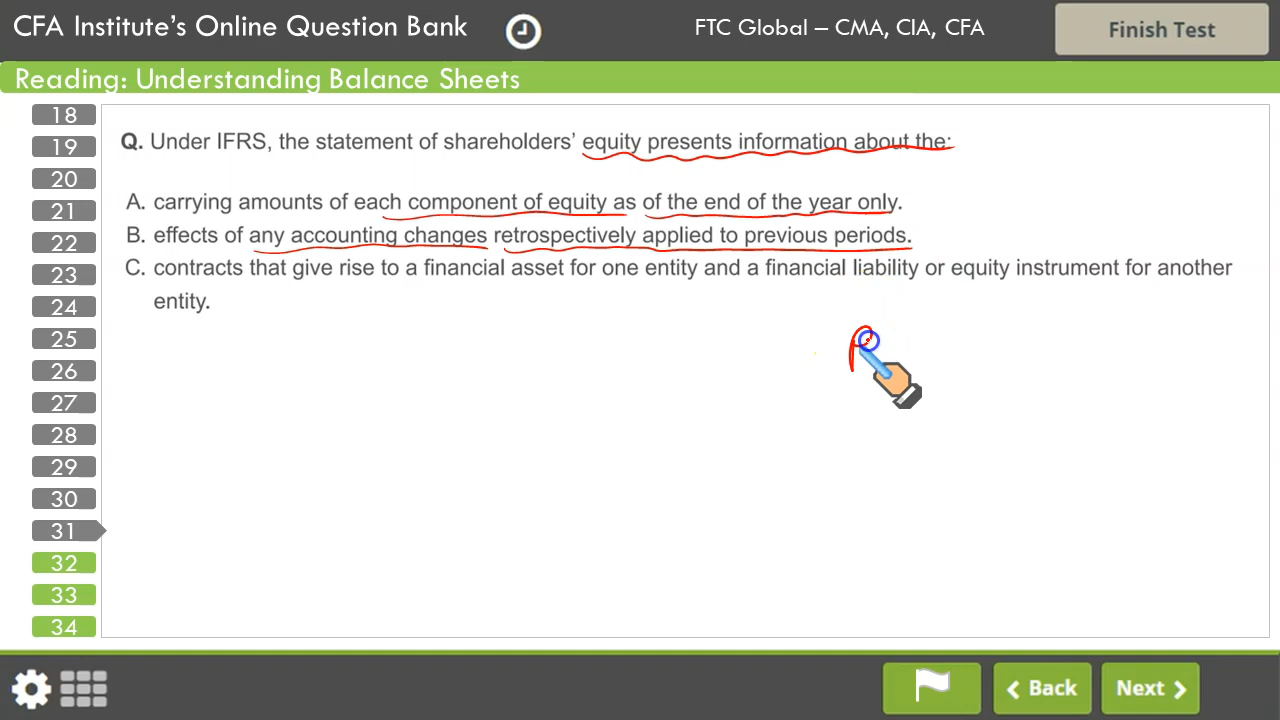 CFA Institute’s Online Question Bank
FTC Global – CMA, CIA, CFA
Finish Test
Reading: Understanding Balance Sheets
18
19
20
21
22
23
24
25
26
27
28
29
30
31
32
33
34
Q. Under IFRS, the statement of shareholders’ equity presents information about the:
A. carrying amounts of each component of equity as of the end of the year only.
B. effects of any accounting changes retrospectively applied to previous periods.
C. contracts that give rise to a financial asset for one entity and a financial liability or equity instrument for another
entity.
Back
Next